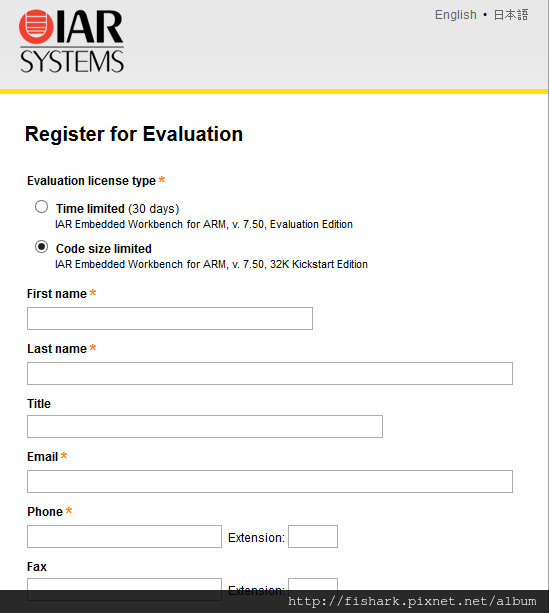 IAR
SYSTEMS
English • 日本語
Register for Evaluation
Evaluation license type *
Time limited (30 days)
IAR Embedded Workbench for ARM, v. 7.50, Evaluation Edition
Code size limited
IAR Embedded Workbench for ARM, v. 7.50, 32K Kickstart Edition
First name *
Last name *
Title
Email *
Phone *
Extension:
Fax
Extension:
http://fishark.pixnet.net/album